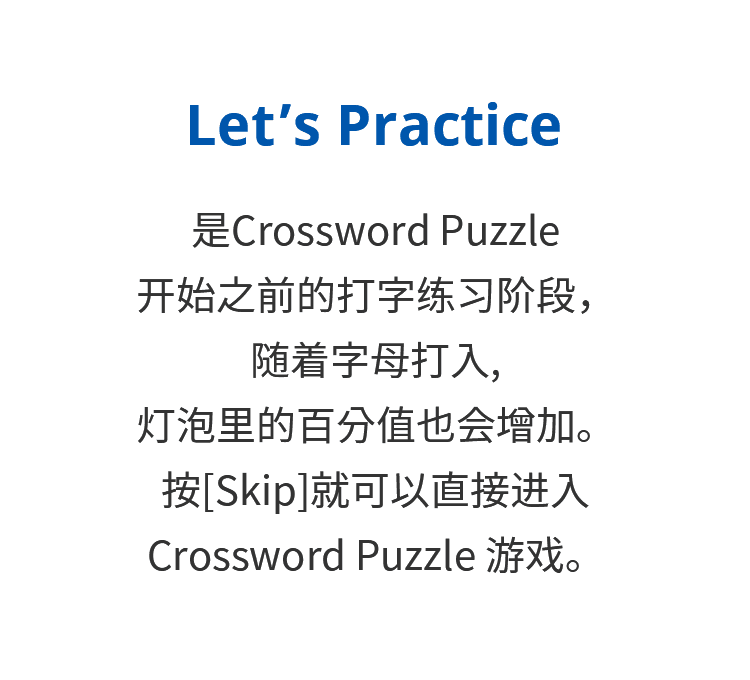 Let’s Practice
是Crossword Puzzle
开始之前的打字练习阶段，
随着字母打入,
灯泡里的百分值也会增加。
按[Skip]就可以直接进入
Crossword Puzzle 游戏。